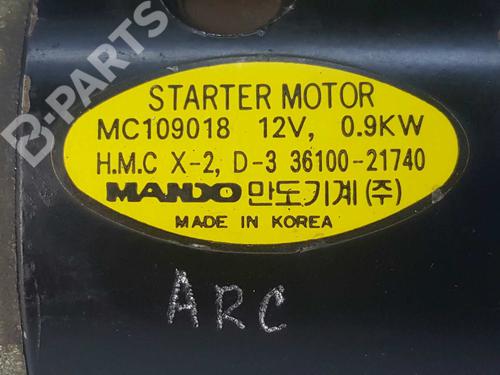 B-PARTS
STARTER MOTOR
MC109018 12V, 0.9KW
H.M.C X-2, D-3 36100-21740
MANDO 만도기계(주)
MADE IN KOREA
ARC